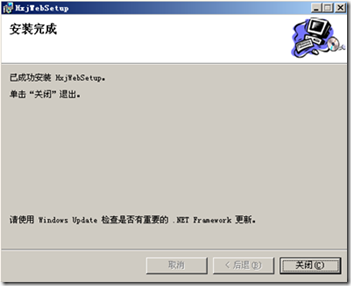 HxjWebSetup
安装完成
已成功安装 HxjWebSetup。
单击“关闭”退出。
请使用 Windows Update 检查是否有重要的 .NET Framework 更新。
取消
< 后退(B)
关闭(C)